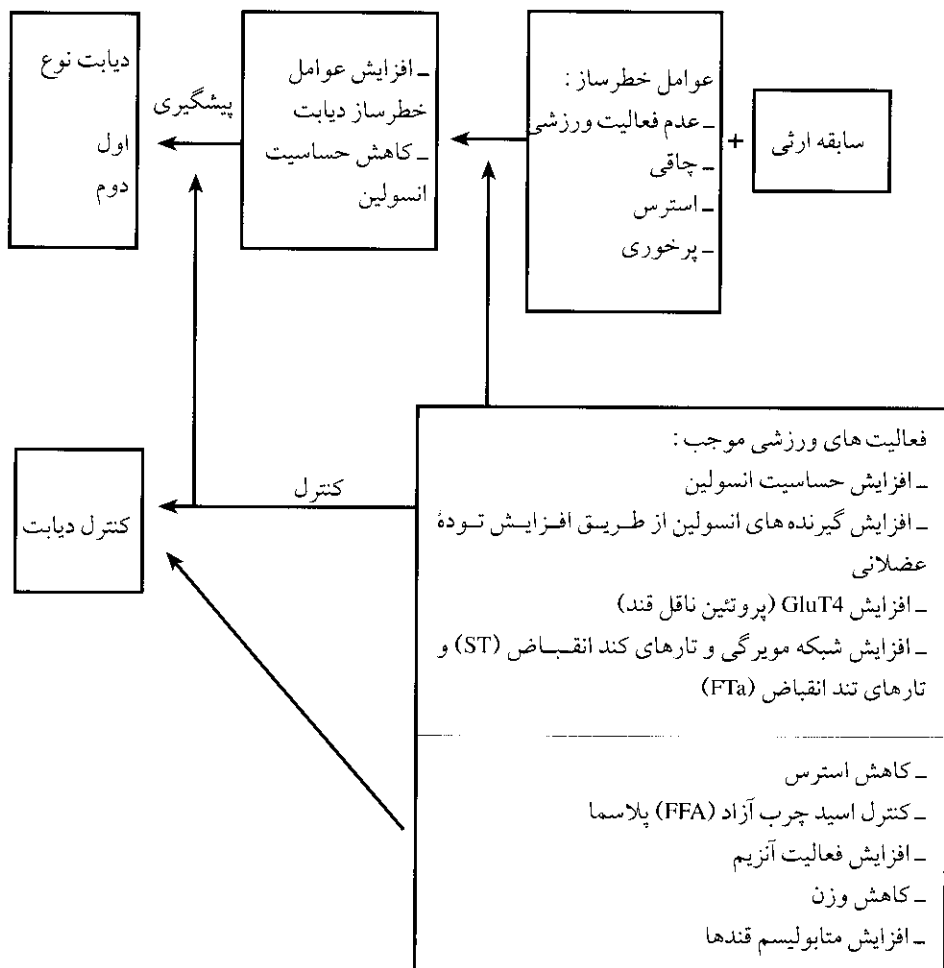 سابقه ارثی
+
عوامل خطرساز :
ـ عدم فعالیت ورزشی
ـ چاقی
ـ استرس
ـ پرخوری
ـ افزایش عوامل
خطرساز دیابت
ـ کاهش حساسیت
انسولین
پیشگیری
دیابت نوع
اول
دوم
فعالیت‌های ورزشی موجب :
ـ افزایش حساسیت انسولین
ـ افزایش گیرنده‌های انسولین از طریق افزایش تودهٔ
عضلانی
ـ افزایش GluT4 (پروتئین ناقل قند)
ـ افزایش شبکه مویرگی و تارهای کند انقباض (ST) و
تارهای تند انقباض (FTa)
ـ کاهش استرس
ـ کنترل اسید چرب آزاد (FFA) پلاسما
ـ افزایش فعالیت آنزیم
ـ کاهش وزن
ـ افزایش متابولیسم قندها
کنترل
کنترل دیابت